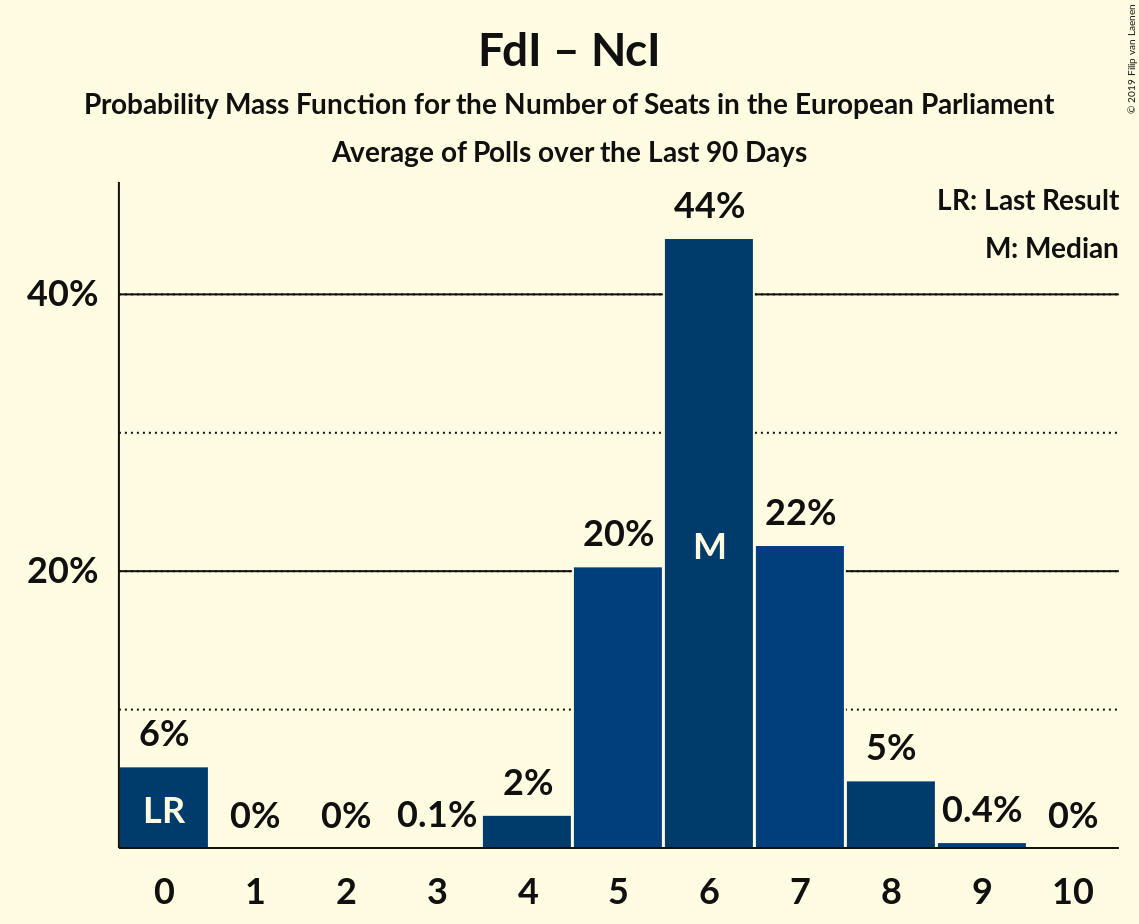 FdI – NcI
Probability Mass Function for the Number of Seats in the European Parliament
Average of Polls over the Last 90 Days
© 2019 Filip van Laenen
LR: Last Result
M: Median
40%
20%
6%
0%
0%
0.1%
2%
20%
44%
22%
5%
0.4%
0%
LR
M
0 1 2 3 4 5 6 7 8 9 10